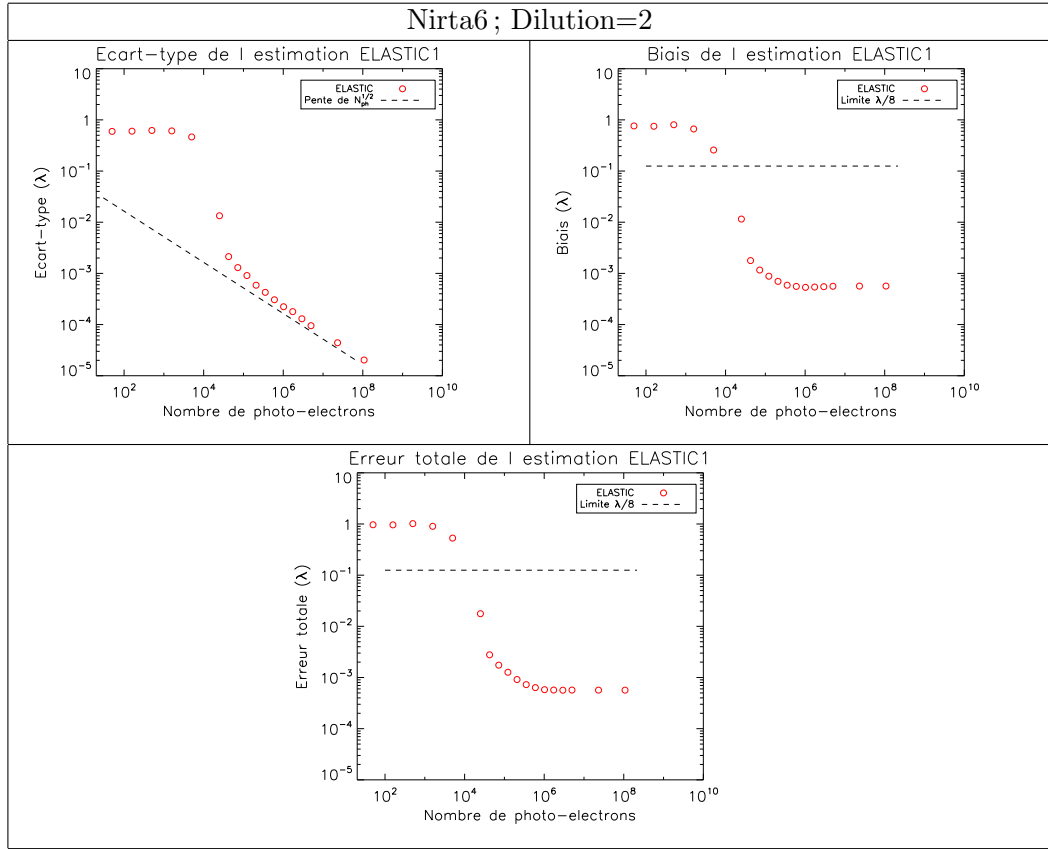 Nirta6 ; Dilution=2
Ecart-type de l estimation ELASTIC1
ELASTIC
Pente de N_ph^1/2
10
1
10^-1
10^-2
10^-3
10^-4
10^-5
Ecart-type (λ)
10^2 10^4 10^6 10^8 10^10
Nombre de photo-electrons
Biais de l estimation ELASTIC1
ELASTIC
Limite λ/8
10
1
10^-1
10^-2
10^-3
10^-4
10^-5
Biais (λ)
10^2 10^4 10^6 10^8 10^10
Nombre de photo-electrons
Erreur totale de l estimation ELASTIC1
ELASTIC
Limite λ/8
10
1
10^-1
10^-2
10^-3
10^-4
10^-5
Erreur totale (λ)
10^2 10^4 10^6 10^8 10^10
Nombre de photo-electrons